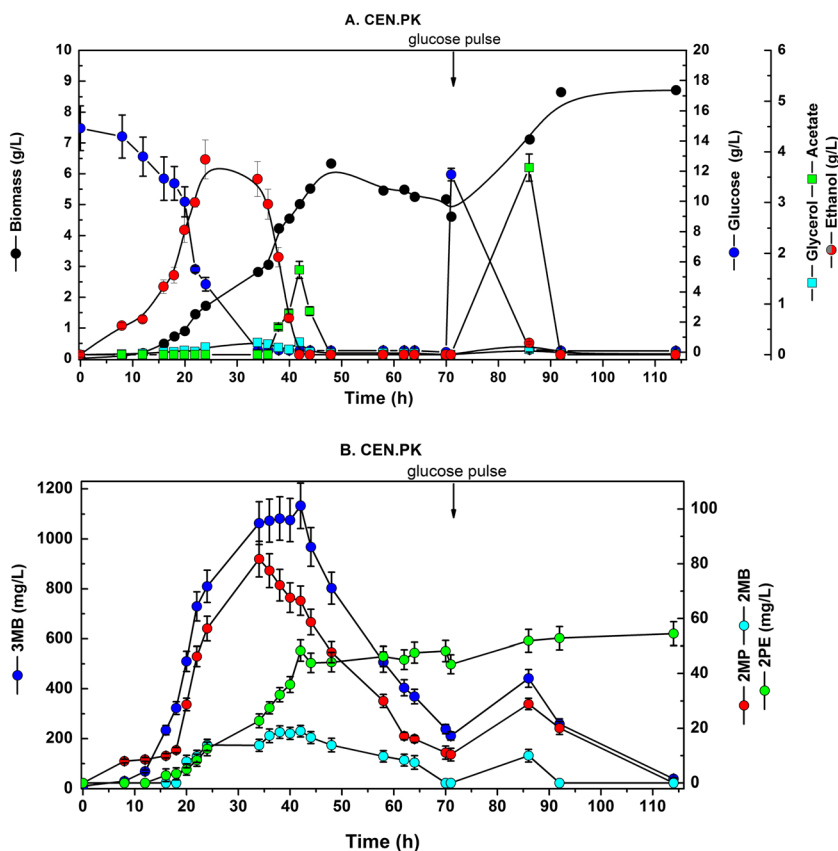 A. CEN.PK
glucose pulse
10
9
8
7
6
5
4
3
2
1
0
Biomass (g/L)
20
18
16
14
12
10
8
6
4
2
0
Glucose (g/L)
6
5
4
3
2
1
0
Glycerol Acetate
Ethanol (g/L)
0 10 20 30 40 50 60 70 80 90 100 110
Time (h)
B. CEN.PK
glucose pulse
1200
1000
800
600
400
200
0
3MB (mg/L)
100
80
60
40
20
0
2MP 2MB
2PE (mg/L)
0 10 20 30 40 50 60 70 80 90 100 110
Time (h)